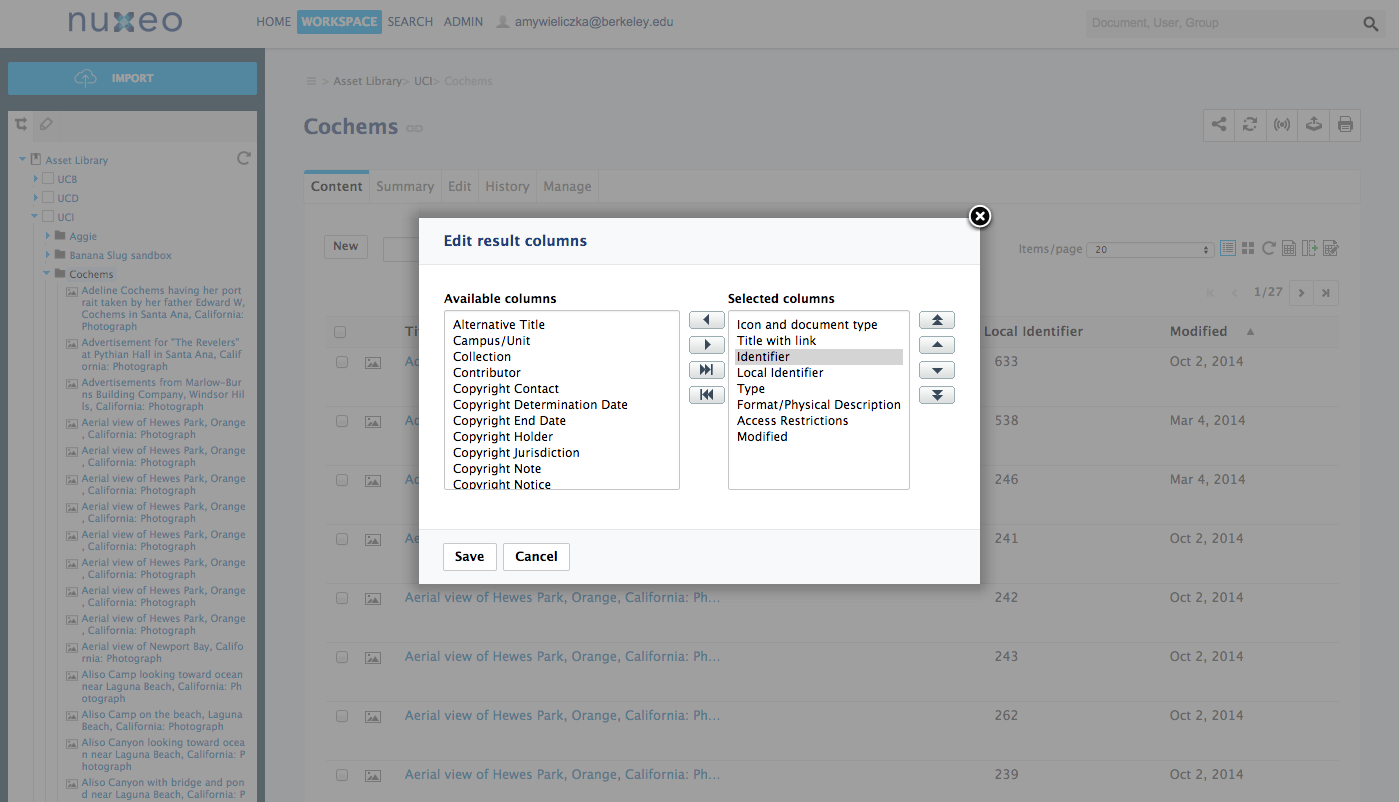 nuxeo
HOME WORKSPACE SEARCH ADMIN amywieliczka@berkeley.edu
Document, User, Group
IMPORT
Asset Library
UCB
UCD
UCI
Aggie
Banana Slug sandbox
Cochems
Adeline Cochems having her port
rait taken by her father Edward W,
Cochems in Santa Ana, California:
Photograph
Advertisement for "The Revelers"
at Pythian Hall in Santa Ana, Calif
ornia: Photograph
Advertisements from Marlow-Bur
ns Building Company, Windsor Hil
ls, California: Photograph
Aerial view of Hewes Park, Orange
, California: Photograph
Aerial view of Hewes Park, Orange
, California: Photograph
Aerial view of Hewes Park, Orange
, California: Photograph
Aerial view of Hewes Park, Orange
, California: Photograph
Aerial view of Hewes Park, Orange
, California: Photograph
Aerial view of Hewes Park, Orange
, California: Photograph
Aerial view of Hewes Park, Orange
, California: Photograph
Aerial view of Hewes Park, Orange
, California: Photograph
Aerial view of Newport Bay, Califo
rnia: Photograph
Aliso Camp looking toward ocean
near Laguna Beach, California: Ph
otograph
Aliso Camp on the beach, Laguna
Beach, California: Photograph
Aliso Canyon looking toward ocea
n near Laguna Beach, California: P
hotograph
Aliso Canyon with bridge and pon
d near Laguna Beach, California: P
> Asset Library> UCI> Cochems
Cochems
Content Summary Edit History Manage
New
Items/page 20
1/27
Local Identifier Modified
633 Oct 2, 2014
538 Mar 4, 2014
246 Mar 4, 2014
241 Oct 2, 2014
Aerial view of Hewes Park, Orange, California: Ph... 242 Oct 2, 2014
Aerial view of Hewes Park, Orange, California: Ph... 243 Oct 2, 2014
Aerial view of Hewes Park, Orange, California: Ph... 262 Oct 2, 2014
Aerial view of Hewes Park, Orange, California: Ph... 239 Oct 2, 2014
Edit result columns
Available columns
Alternative Title
Campus/Unit
Collection
Contributor
Copyright Contact
Copyright Determination Date
Copyright End Date
Copyright Holder
Copyright Jurisdiction
Copyright Note
Copyright Notice
Selected columns
Icon and document type
Title with link
Identifier
Local Identifier
Type
Format/Physical Description
Access Restrictions
Modified
Save Cancel